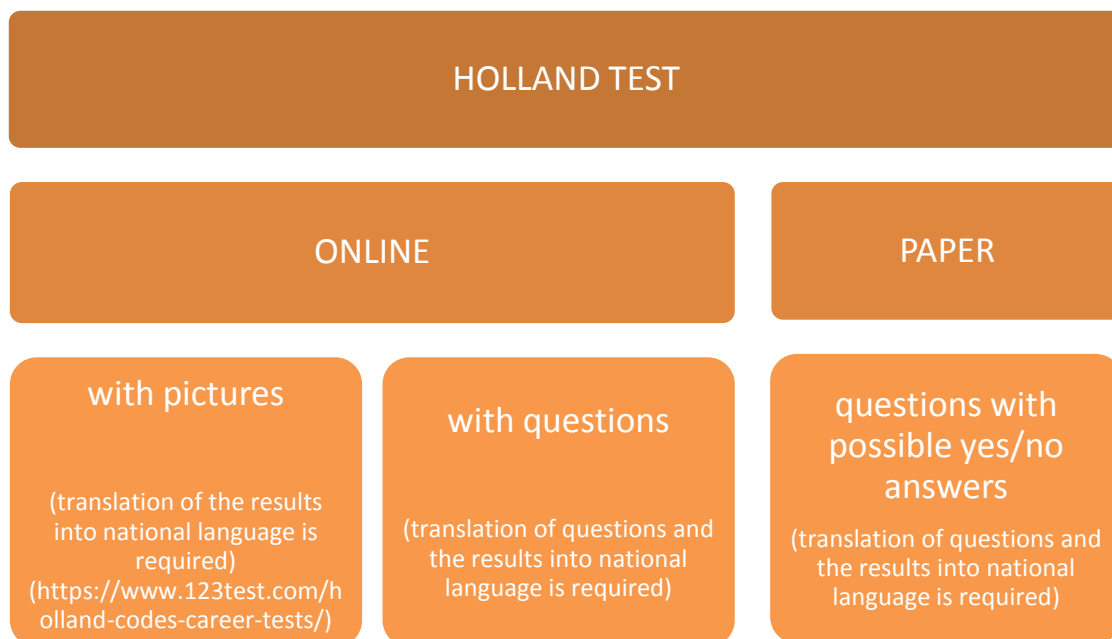 HOLLAND TEST
ONLINE
PAPER
with pictures
(translation of the results
into national language is
required)
(https://www.123test.com/h
olland-codes-career-tests/)
with questions
(translation of questions and
the results into national
language is required)
questions with
possible yes/no
answers
(translation of questions and
the results into national
language is required)